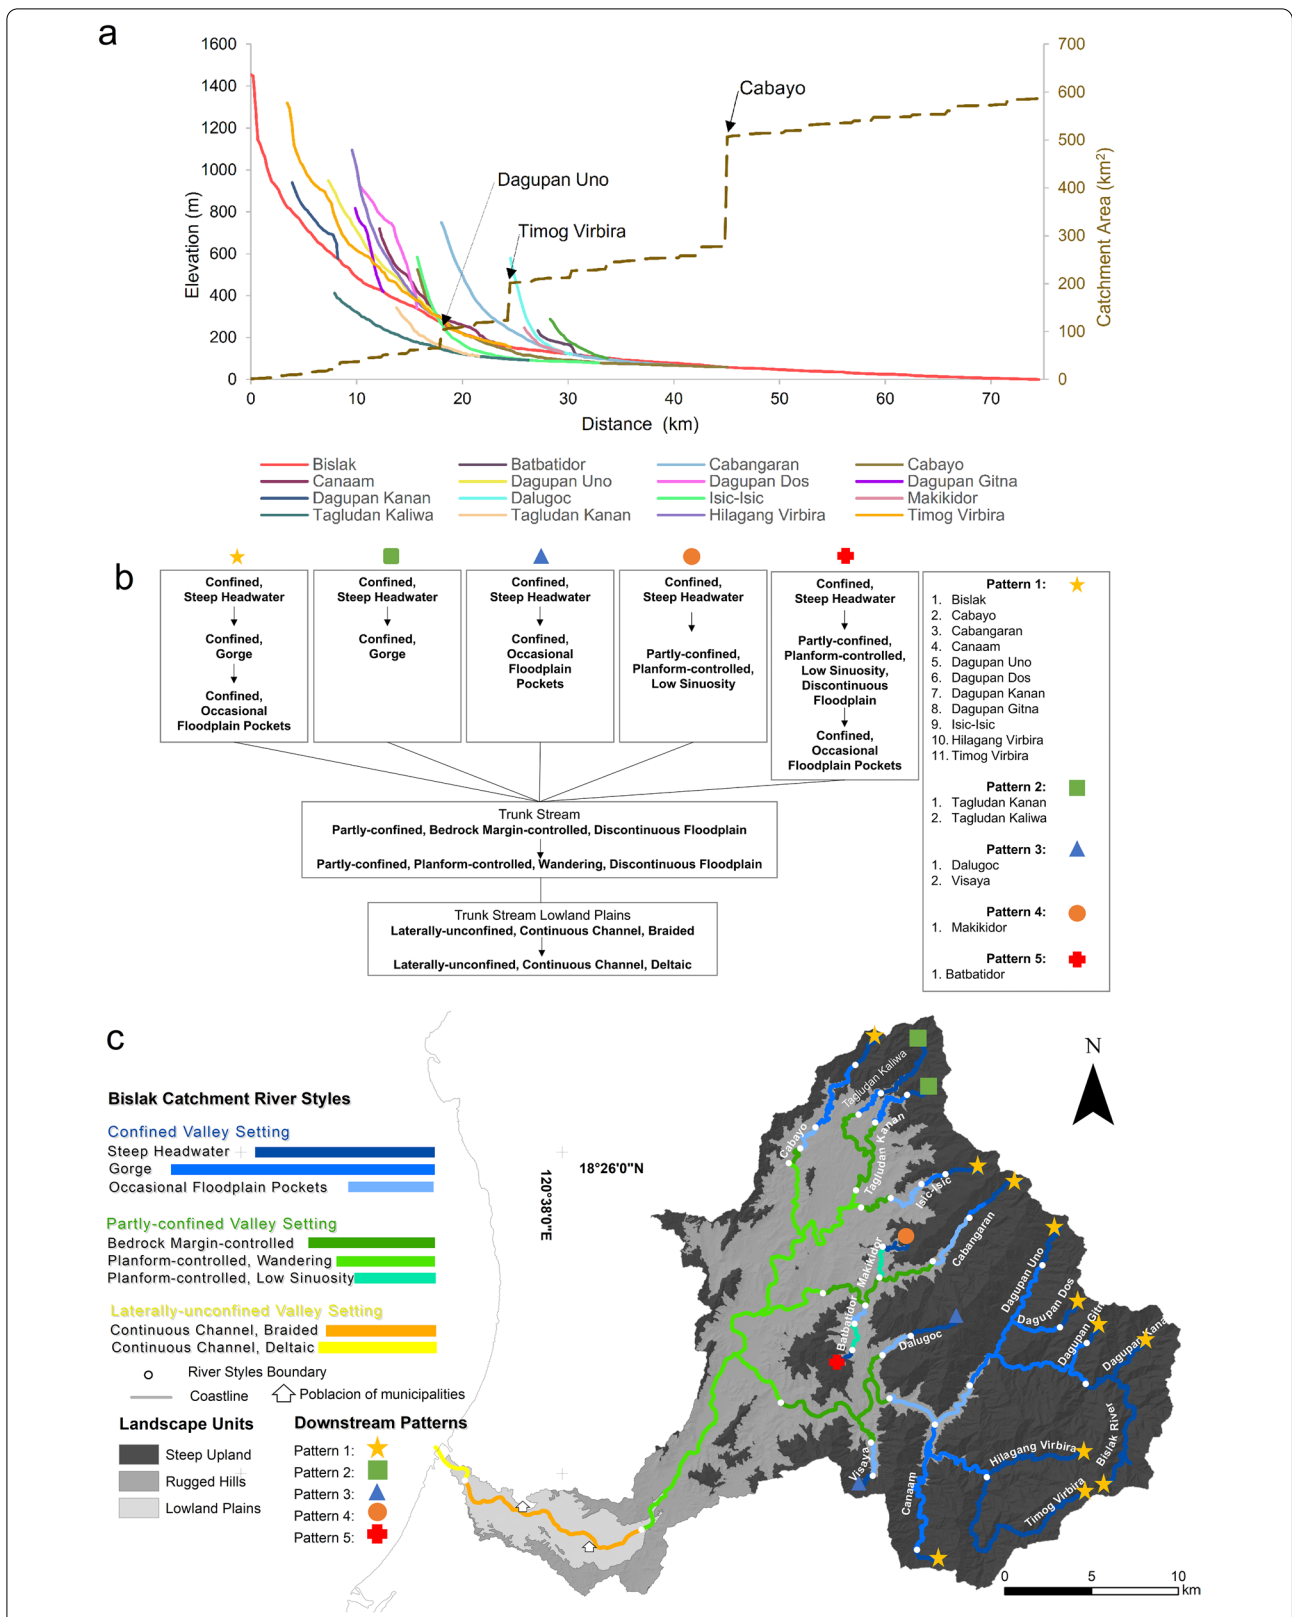 a
1600
1400
1200
1000
800
600
400
200
0
Elevation (m)
700
600
500
400
300
200
100
0
Catchment Area (km²)
Cabayo
Dagupan Uno
Timog Virbira
0 10 20 30 40 50 60 70
Distance (km)
Bislak Batbatidor Cabangaran Cabayo
Canaam Dagupan Uno Dagupan Dos Dagupan Gitna
Dagupan Kanan Dalugoc Isic-Isic Makikidor
Tagludan Kaliwa Tagludan Kanan Hilagang Virbira Timog Virbira
b
Confined,
Steep Headwater
Confined,
Gorge
Confined,
Occasional
Floodplain Pockets
Confined,
Steep Headwater
Confined,
Gorge
Confined,
Steep Headwater
Confined,
Occasional
Floodplain
Pockets
Confined,
Steep Headwater
Partly-confined,
Planform-controlled,
Low Sinuosity
Confined,
Steep Headwater
Partly-confined,
Planform-controlled,
Low Sinuosity,
Discontinuous
Floodplain
Confined,
Occasional
Floodplain Pockets
Trunk Stream
Partly-confined, Bedrock Margin-controlled, Discontinuous Floodplain
Partly-confined, Planform-controlled, Wandering, Discontinuous Floodplain
Trunk Stream Lowland Plains
Laterally-unconfined, Continuous Channel, Braided
Laterally-unconfined, Continuous Channel, Deltaic
Pattern 1:
1. Bislak
2. Cabayo
3. Cabangaran
4. Canaam
5. Dagupan Uno
6. Dagupan Dos
7. Dagupan Kanan
8. Dagupan Gitna
9. Isic-Isic
10. Hilagang Virbira
11. Timog Virbira
Pattern 2:
1. Tagludan Kanan
2. Tagludan Kaliwa
Pattern 3:
1. Dalugoc
2. Visaya
Pattern 4:
1. Makikidor
Pattern 5:
1. Batbatidor
c
Bislak Catchment River Styles
Confined Valley Setting
Steep Headwater
Gorge
Occasional Floodplain Pockets
Partly-confined Valley Setting
Bedrock Margin-controlled
Planform-controlled, Wandering
Planform-controlled, Low Sinuosity
Laterally-unconfined Valley Setting
Continuous Channel, Braided
Continuous Channel, Deltaic
River Styles Boundary
Coastline
Poblacion of municipalities
Landscape Units
Steep Upland
Rugged Hills
Lowland Plains
Downstream Patterns
Pattern 1:
Pattern 2:
Pattern 3:
Pattern 4:
Pattern 5:
18°26'0"N
120°38'0"E
N
Tagludan Kaliwa
Cabayo
Tagludan Kanan
Isic-Isic
Cabangaran
Makikidor
Dagupan Uno
Dagupan Dos
Dagupan Gitn
Dagupan Kana
Batbatidor
Dalugoc
Bislak River
Visaya
Canaam
Hilagang Virbira
Timog Virbira
0 5 10
km